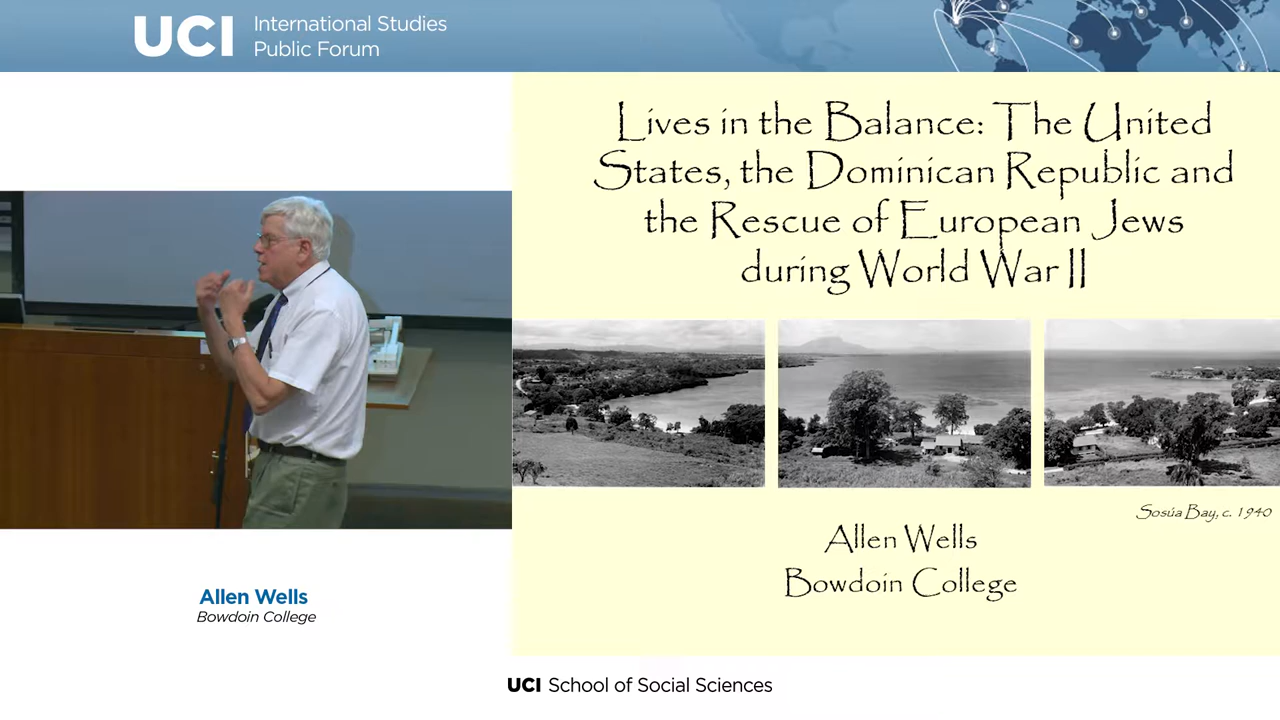 UCI International Studies
Public Forum
Lives in the Balance: The United
States, the Dominican Republic and
the Rescue of European Jews
during World War II
Sosúa Bay, c. 1940
Allen Wells
Bowdoin College
Allen Wells
Bowdoin College
UCI School of Social Sciences